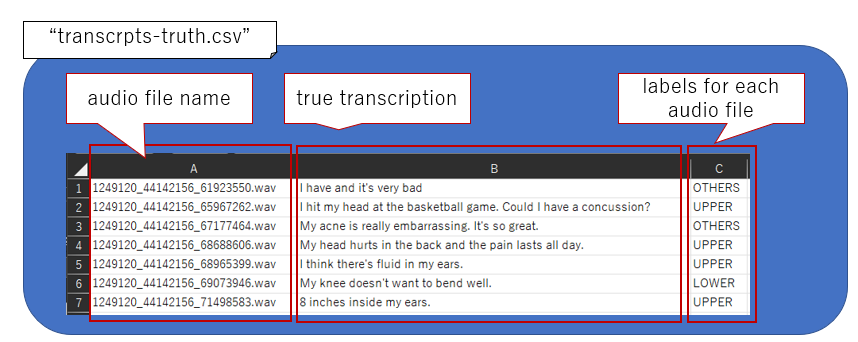 “transcrpts-truth.csv”
audio file name
true transcription
labels for each
audio file
A B C
1 1249120_44142156_61923550.wav I have and it's very bad OTHERS
2 1249120_44142156_65967262.wav I hit my head at the basketball game. Could I have a concussion? UPPER
3 1249120_44142156_67177464.wav My acne is really embarrassing. It's so great. OTHERS
4 1249120_44142156_68688606.wav My head hurts in the back and the pain lasts all day. UPPER
5 1249120_44142156_68965399.wav I think there's fluid in my ears. UPPER
6 1249120_44142156_69073946.wav My knee doesn't want to bend well. LOWER
7 1249120_44142156_71498583.wav 8 inches inside my ears. UPPER